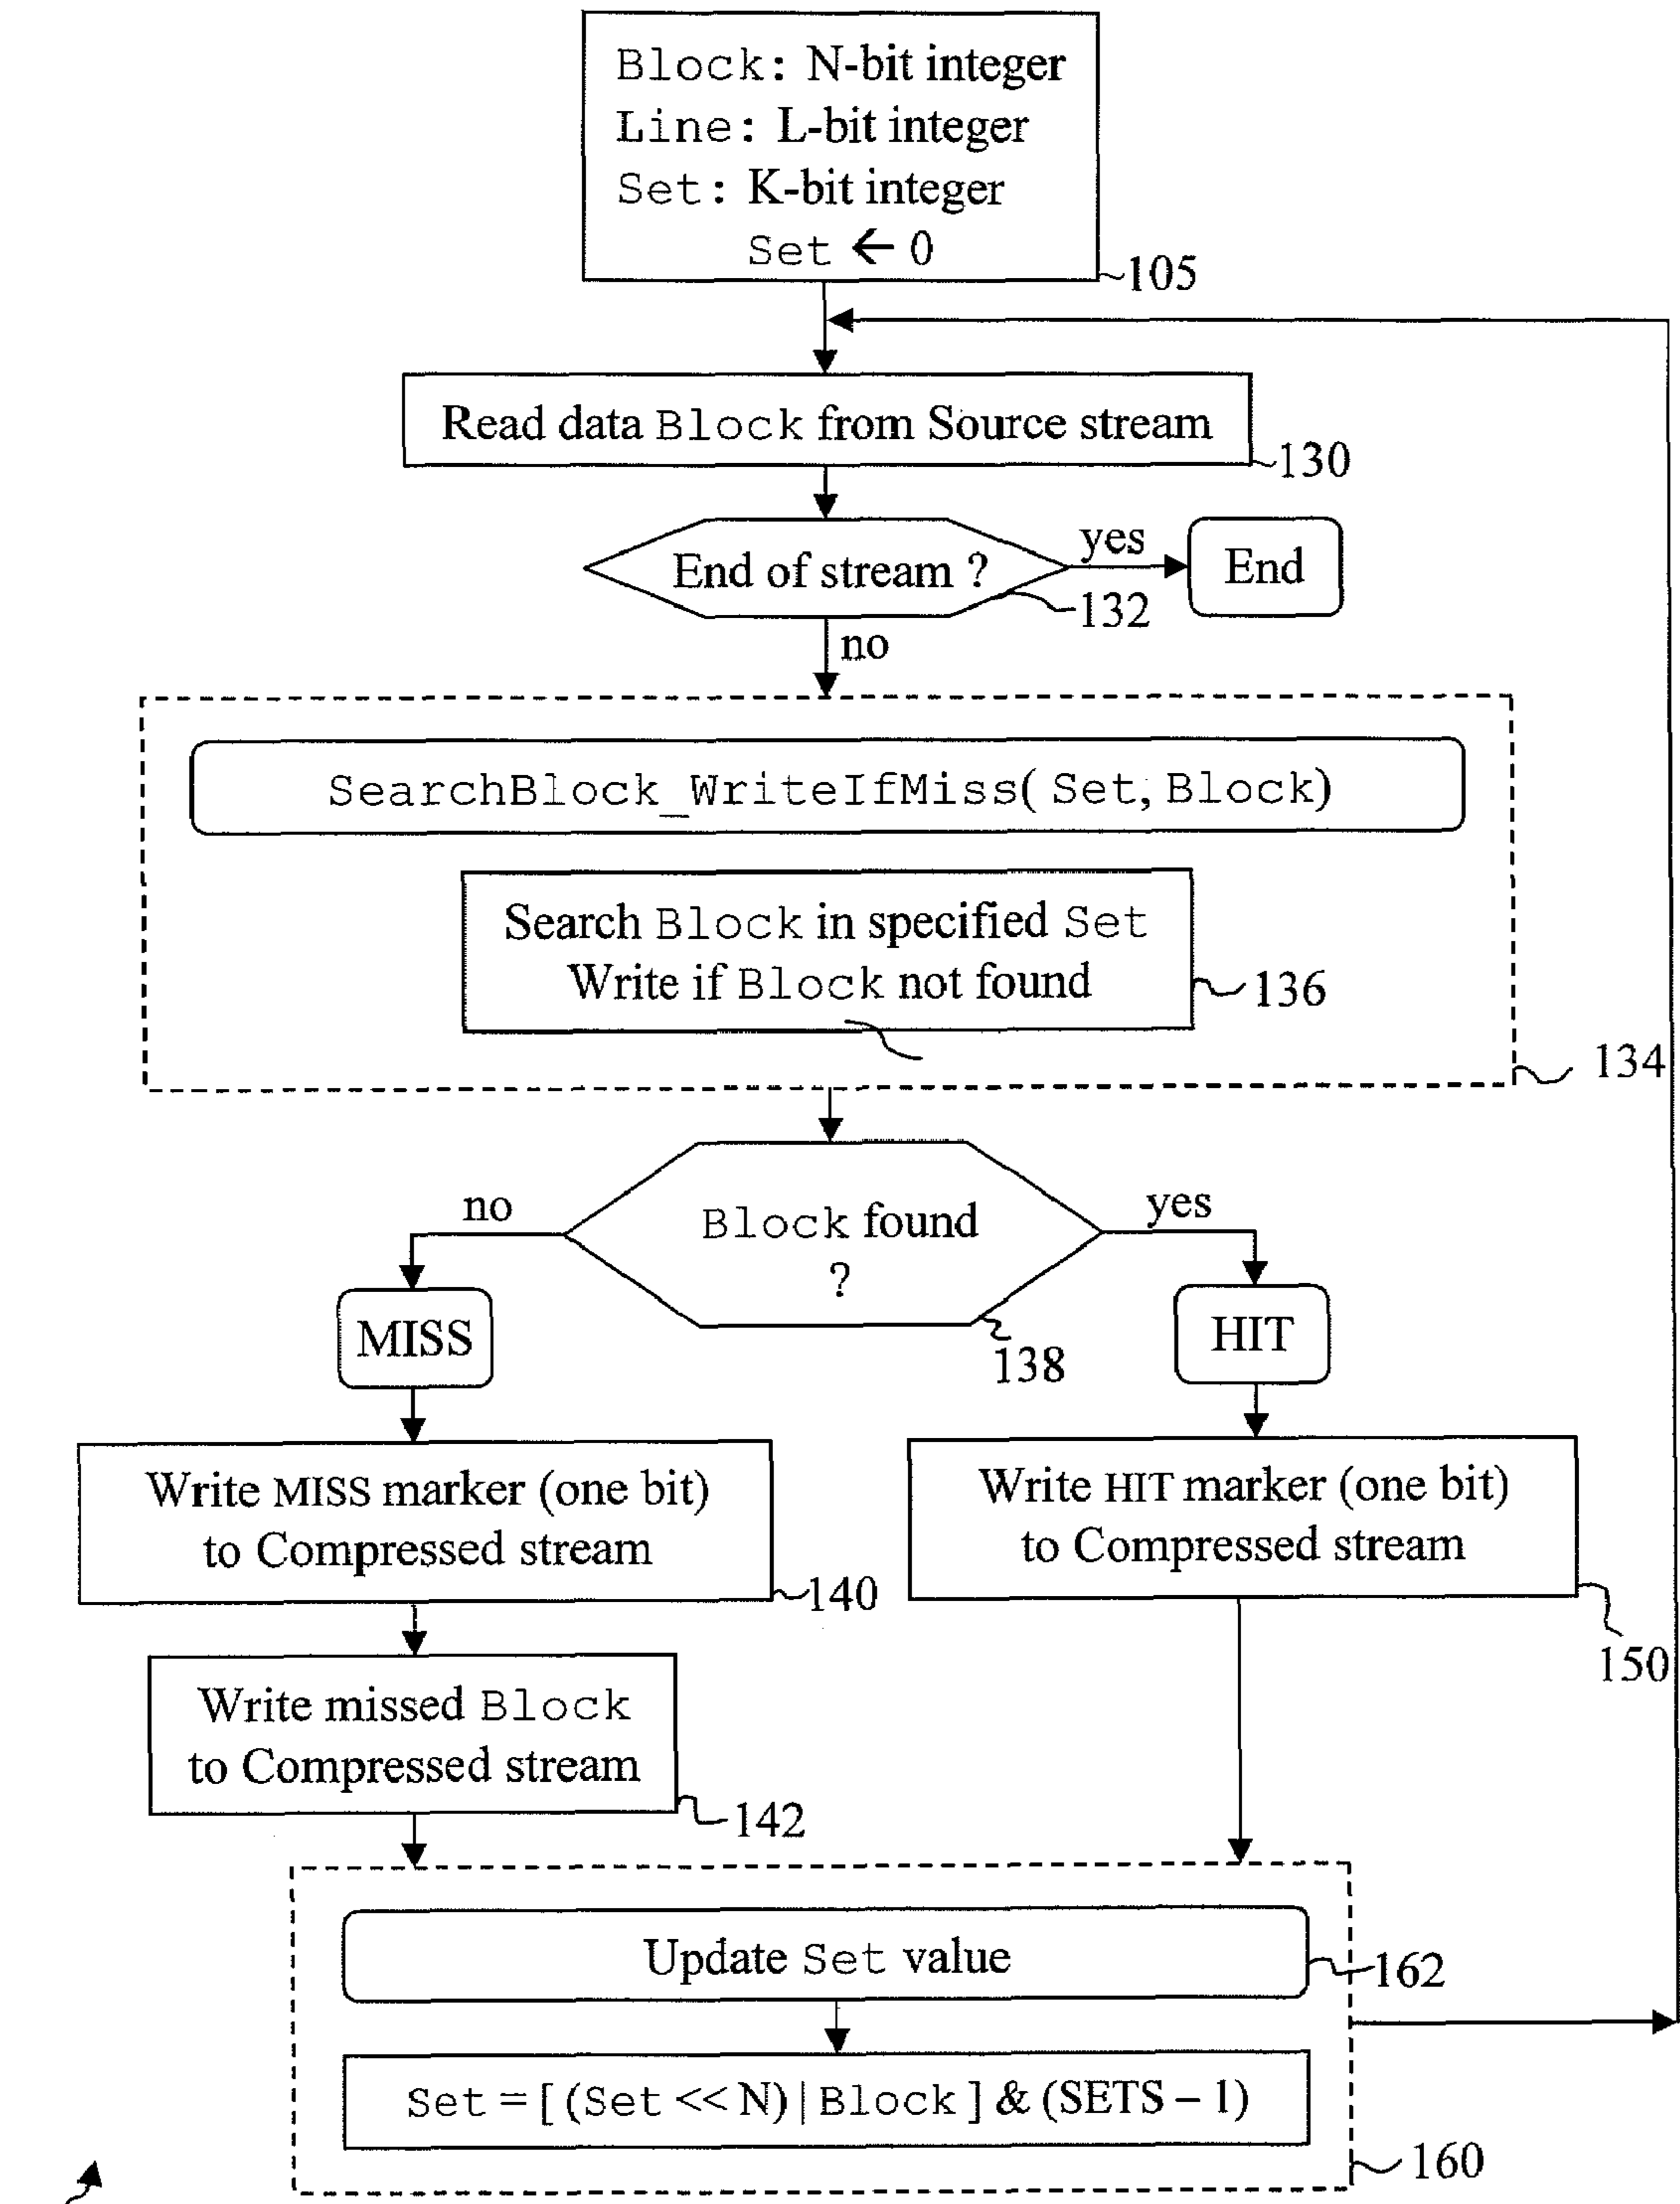 Block: N-bit integer
Line: L-bit integer
Set: K-bit integer
Set ← 0
105
Read data Block from Source stream
130
End of stream ?
yes
End
132
no
SearchBlock_WriteIfMiss( Set, Block)
Search Block in specified Set
Write if Block not found
136
134
no
Block found
?
yes
138
MISS
HIT
Write MISS marker (one bit)
to Compressed stream
140
Write HIT marker (one bit)
to Compressed stream
150
Write missed Block
to Compressed stream
142
Update Set value
162
Set = [ (Set << N) | Block ] & (SETS – 1)
160